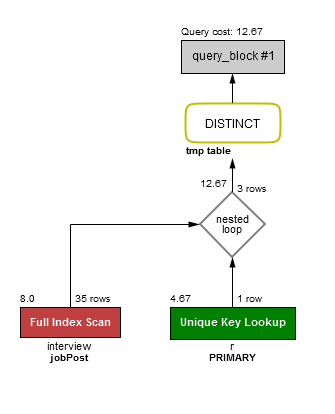 Query cost: 12.67
query_block #1
DISTINCT
tmp table
12.67 3 rows
nested
loop
8.0 35 rows 4.67 1 row
Full Index Scan Unique Key Lookup
interview r
jobPost PRIMARY